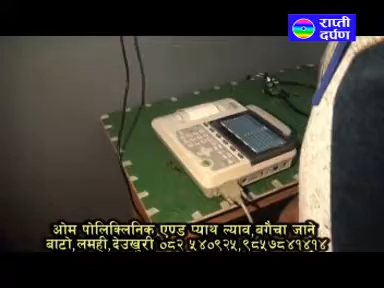 राप्ती
दर्पण
ओम पोलिक्लिनिक एण्ड प्याथ ल्याव,बगैचा जाने
बाटो,लमही,देउखुरी ०८२ ५४०९२५,९८५७८४१४१४